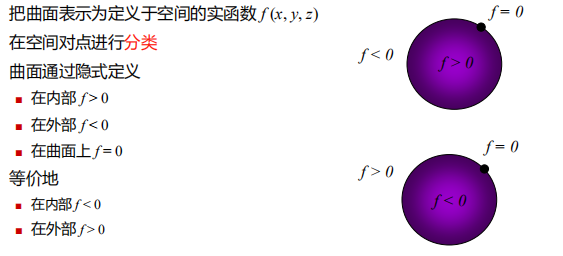 把曲面表示为定义于空间的实函数 f (x, y, z)
在空间对点进行分类
曲面通过隐式定义
▪ 在内部 f > 0
▪ 在外部 f < 0
▪ 在曲面上 f = 0
等价地
▪ 在内部 f < 0
▪ 在外部 f > 0
f = 0
f < 0
f > 0
f = 0
f > 0
f < 0